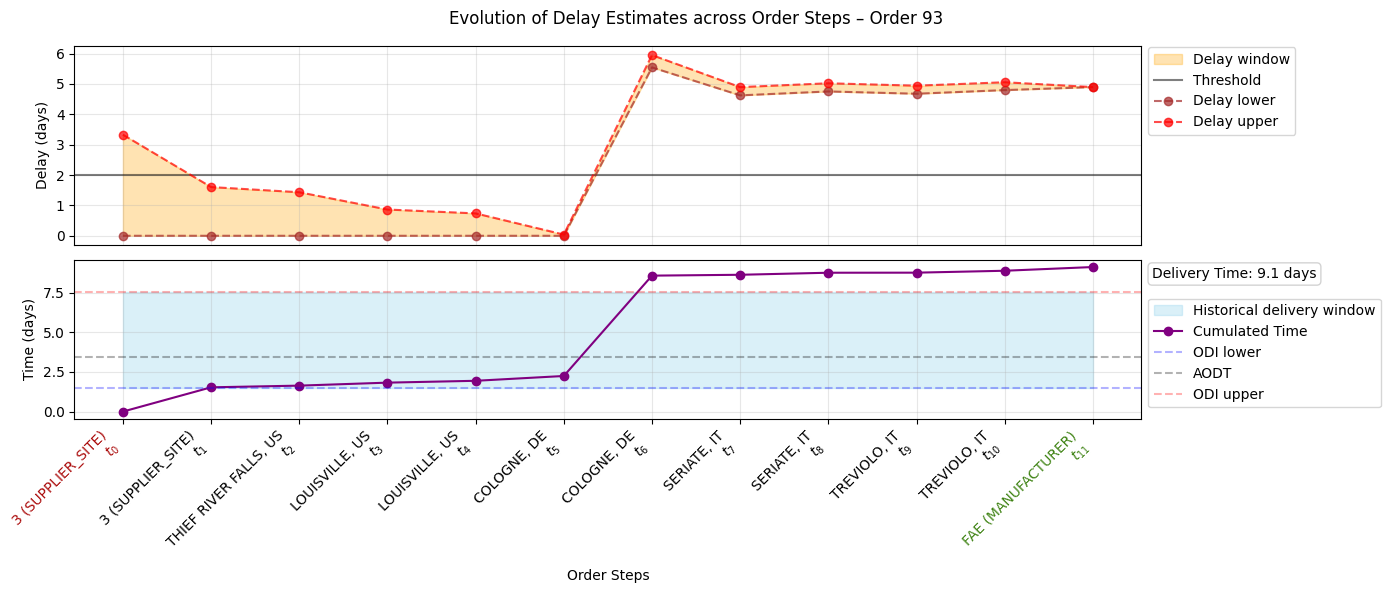 Evolution of Delay Estimates across Order Steps – Order 93
Delay (days)
6
5
4
3
2
1
0
Delay window
Threshold
Delay lower
Delay upper
Time (days)
7.5
5.0
2.5
0.0
Delivery Time: 9.1 days
Historical delivery window
Cumulated Time
ODI lower
AODT
ODI upper
3 (SUPPLIER_SITE)
t0
3 (SUPPLIER_SITE)
t1
THIEF RIVER FALLS, US
t2
LOUISVILLE, US
t3
LOUISVILLE, US
t4
COLOGNE, DE
t5
COLOGNE, DE
t6
SERIATE, IT
t7
SERIATE, IT
t8
TREVIOLO, IT
t9
TREVIOLO, IT
t10
FAE (MANUFACTURER)
t11
Order Steps